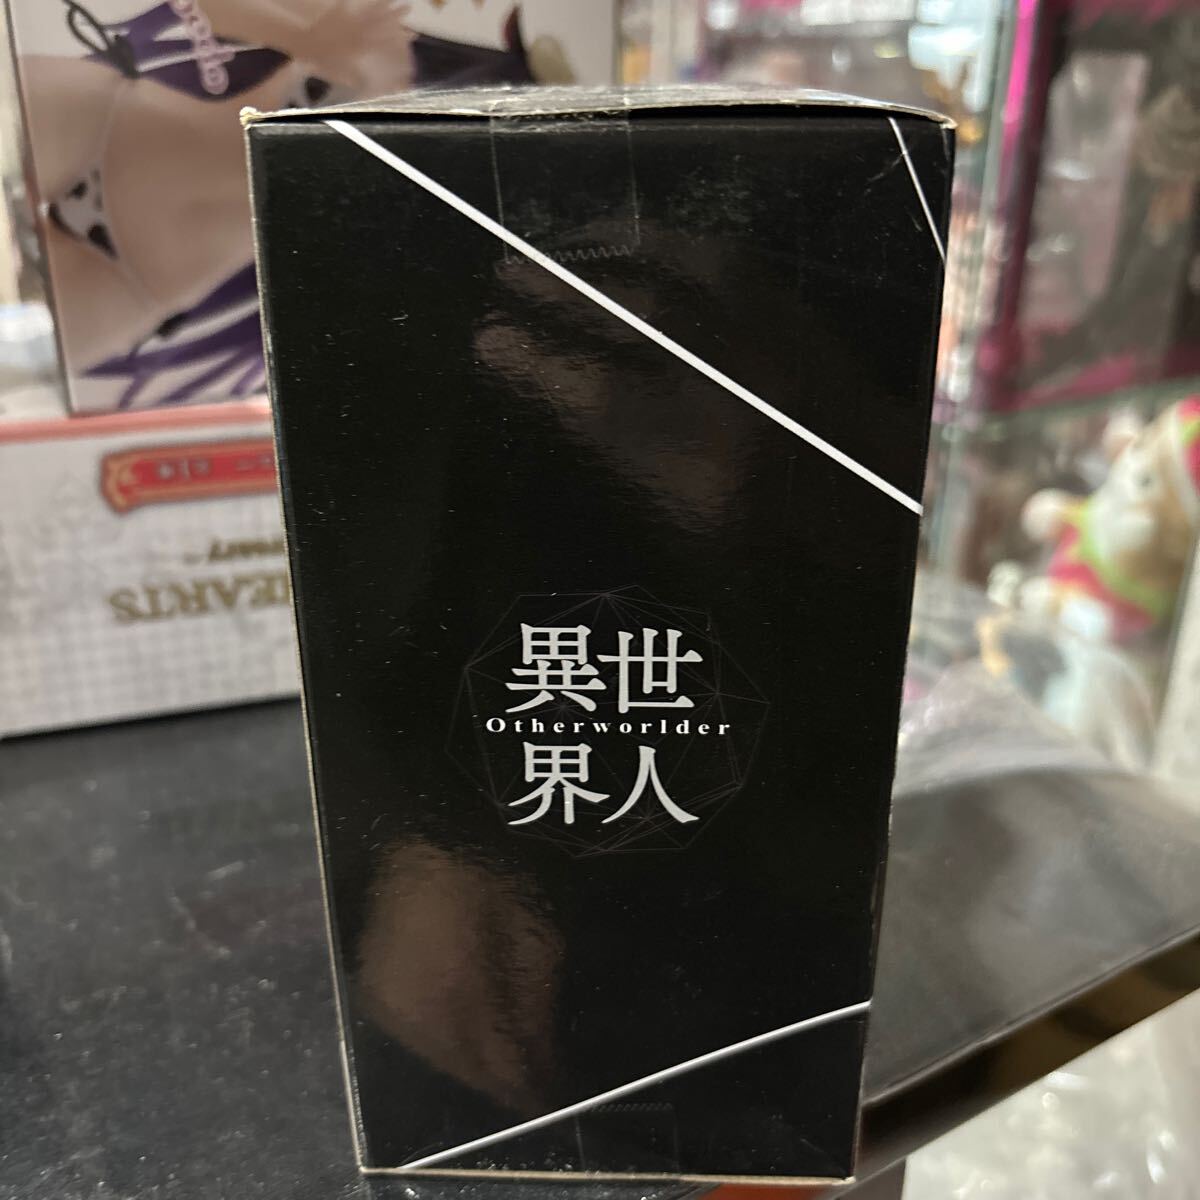 異世
Otherworlder
界人
HEARTS